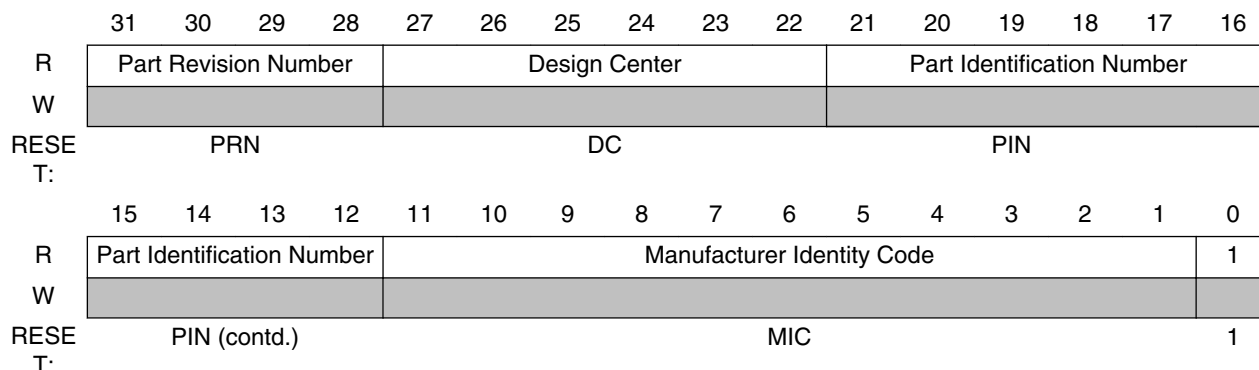 31 30 29 28 27 26 25 24 23 22 21 20 19 18 17 16
R Part Revision Number Design Center Part Identification Number
W
RESE PRN DC PIN
T:
15 14 13 12 11 10 9 8 7 6 5 4 3 2 1 0
R Part Identification Number Manufacturer Identity Code 1
W
RESE PIN (contd.) MIC 1
T: